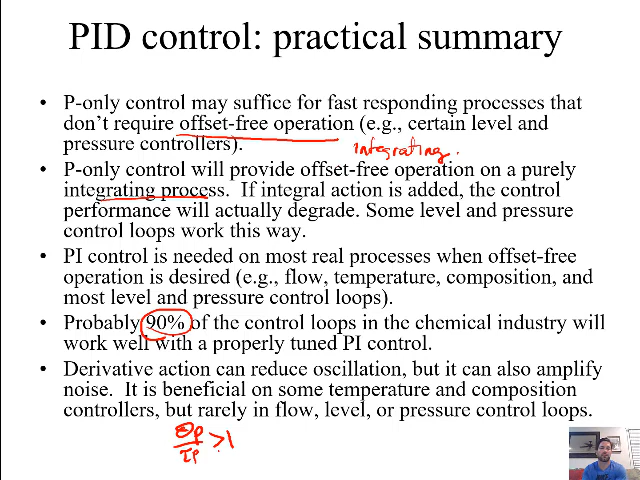 PID control: practical summary
• P-only control may suffice for fast responding processes that
don't require offset-free operation (e.g., certain level and
pressure controllers).
integrating.
• P-only control will provide offset-free operation on a purely
integrating process. If integral action is added, the control
performance will actually degrade. Some level and pressure
control loops work this way.
• PI control is needed on most real processes when offset-free
operation is desired (e.g., flow, temperature, composition, and
most level and pressure control loops).
• Probably 90% of the control loops in the chemical industry will
work well with a properly tuned PI control.
• Derivative action can reduce oscillation, but it can also amplify
noise. It is beneficial on some temperature and composition
controllers, but rarely in flow, level, or pressure control loops.
θp/τp >1